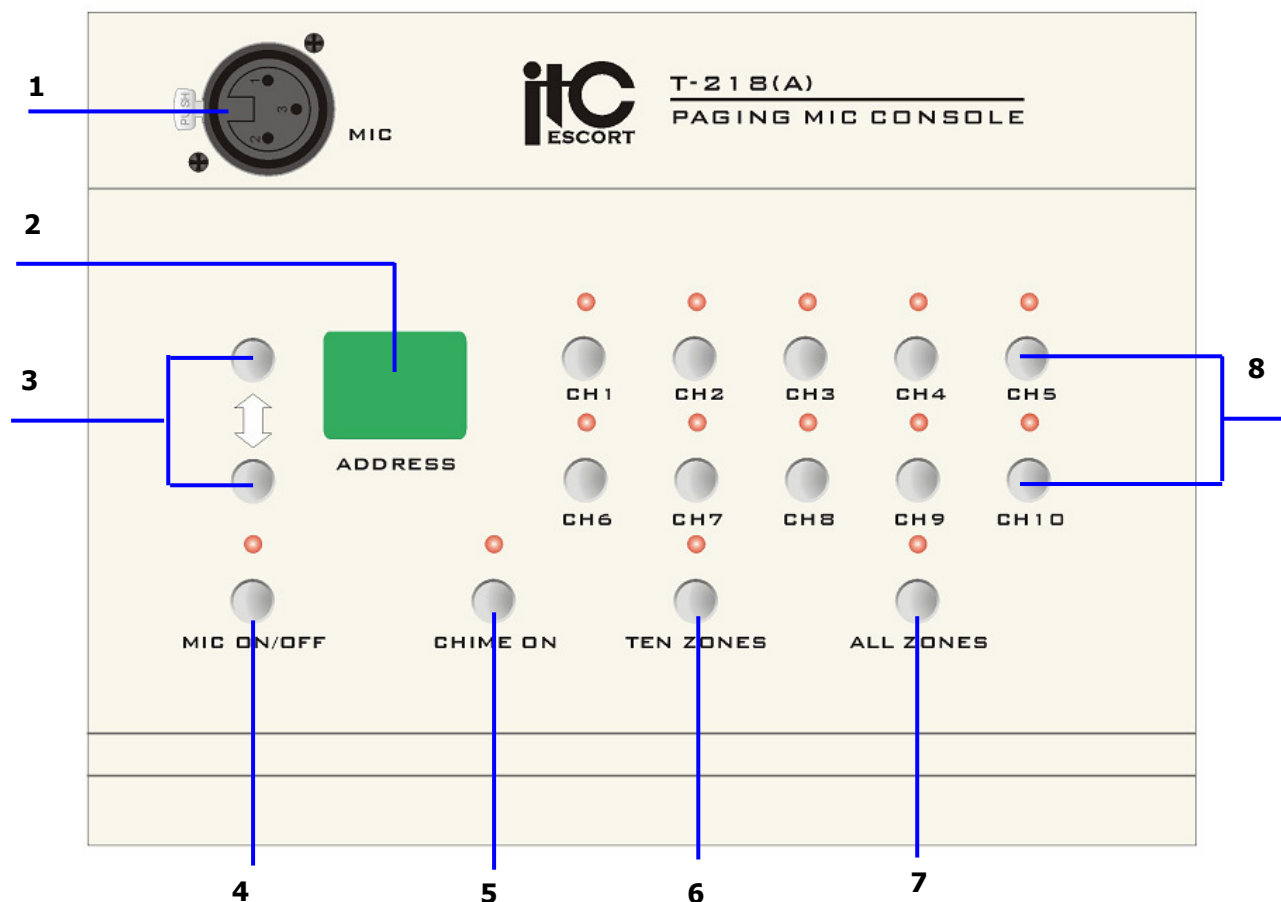 1
PUSH
1
3
2
MIC
itC
ESCORT
T-218(A)
PAGING MIC CONSOLE
2
3
8
CH1
CH2
CH3
CH4
CH5
ADDRESS
CH6
CH7
CH8
CH9
CH10
MIC ON/OFF
CHIME ON
TEN ZONES
ALL ZONES
4
5
6
7